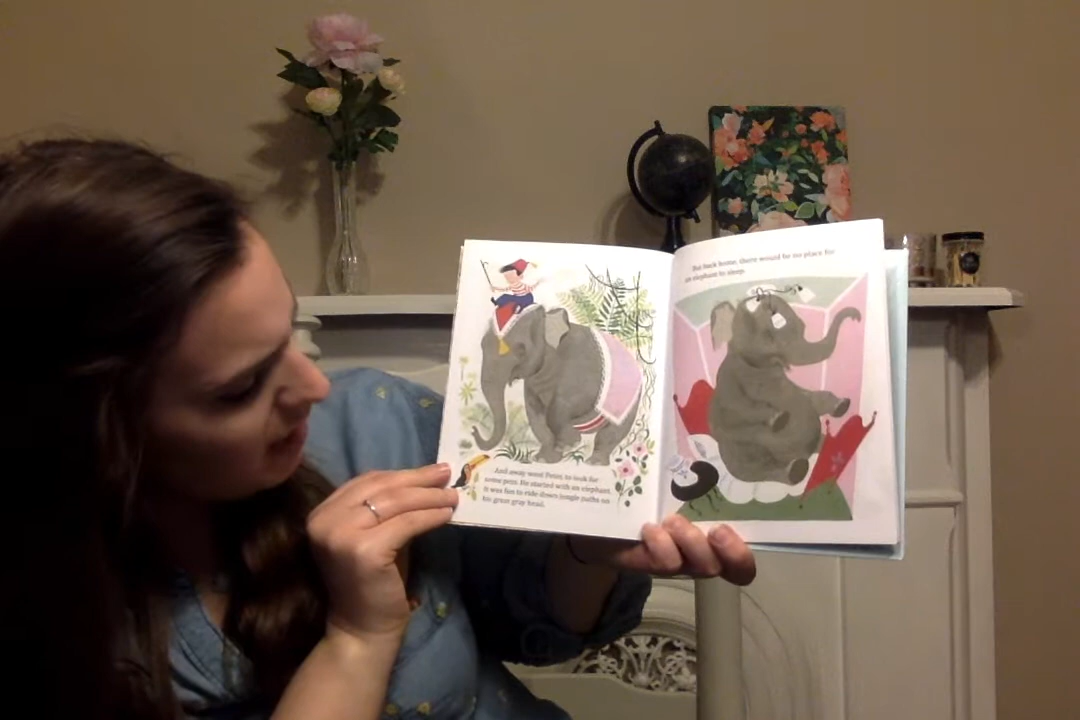 And away went Peter, to look for
some pets. He started with an elephant.
It was fun to ride down jungle paths on
his great gray head.
But back home, there would be no place for
an elephant to sleep.